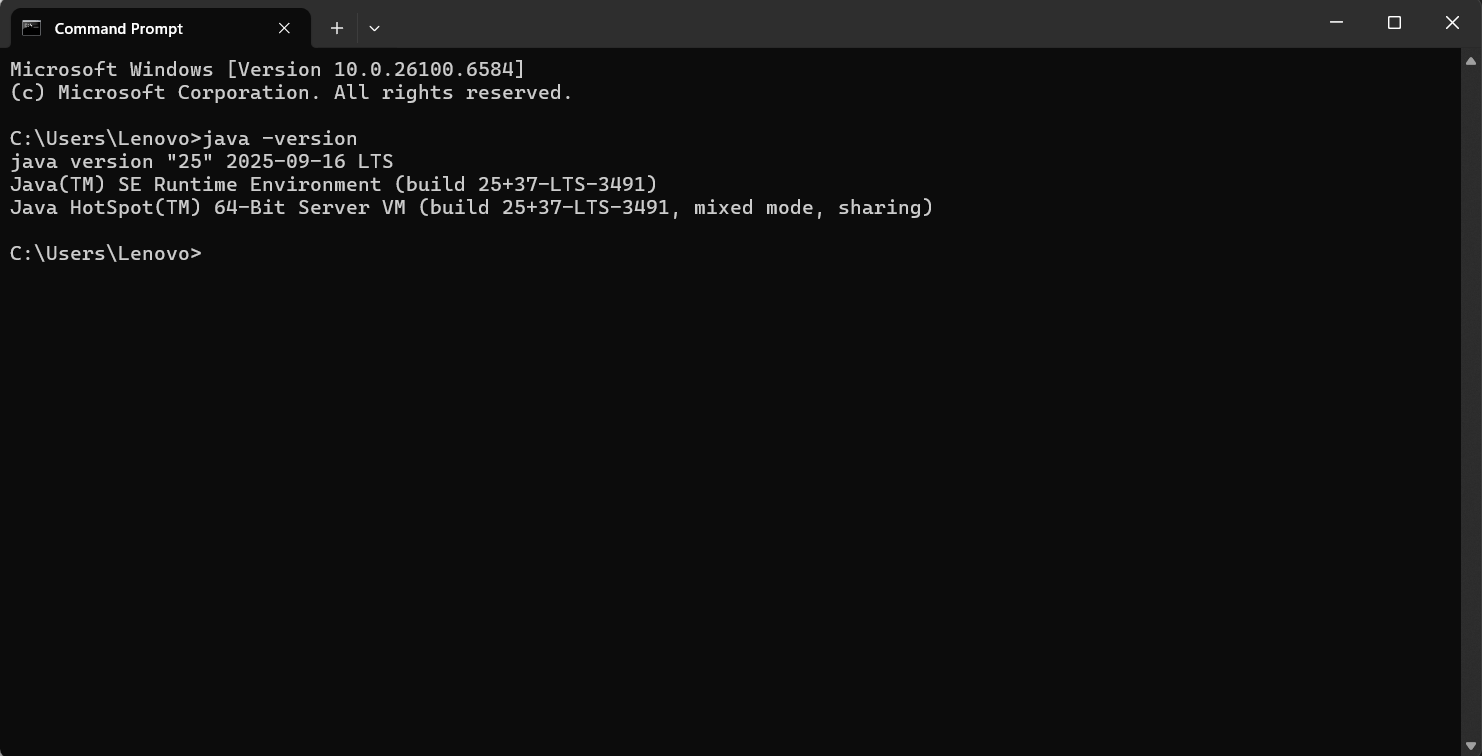 Command Prompt
Microsoft Windows [Version 10.0.26100.6584]
(c) Microsoft Corporation. All rights reserved.
C:\Users\Lenovo>java -version
java version "25" 2025-09-16 LTS
Java(TM) SE Runtime Environment (build 25+37-LTS-3491)
Java HotSpot(TM) 64-Bit Server VM (build 25+37-LTS-3491, mixed mode, sharing)
C:\Users\Lenovo>